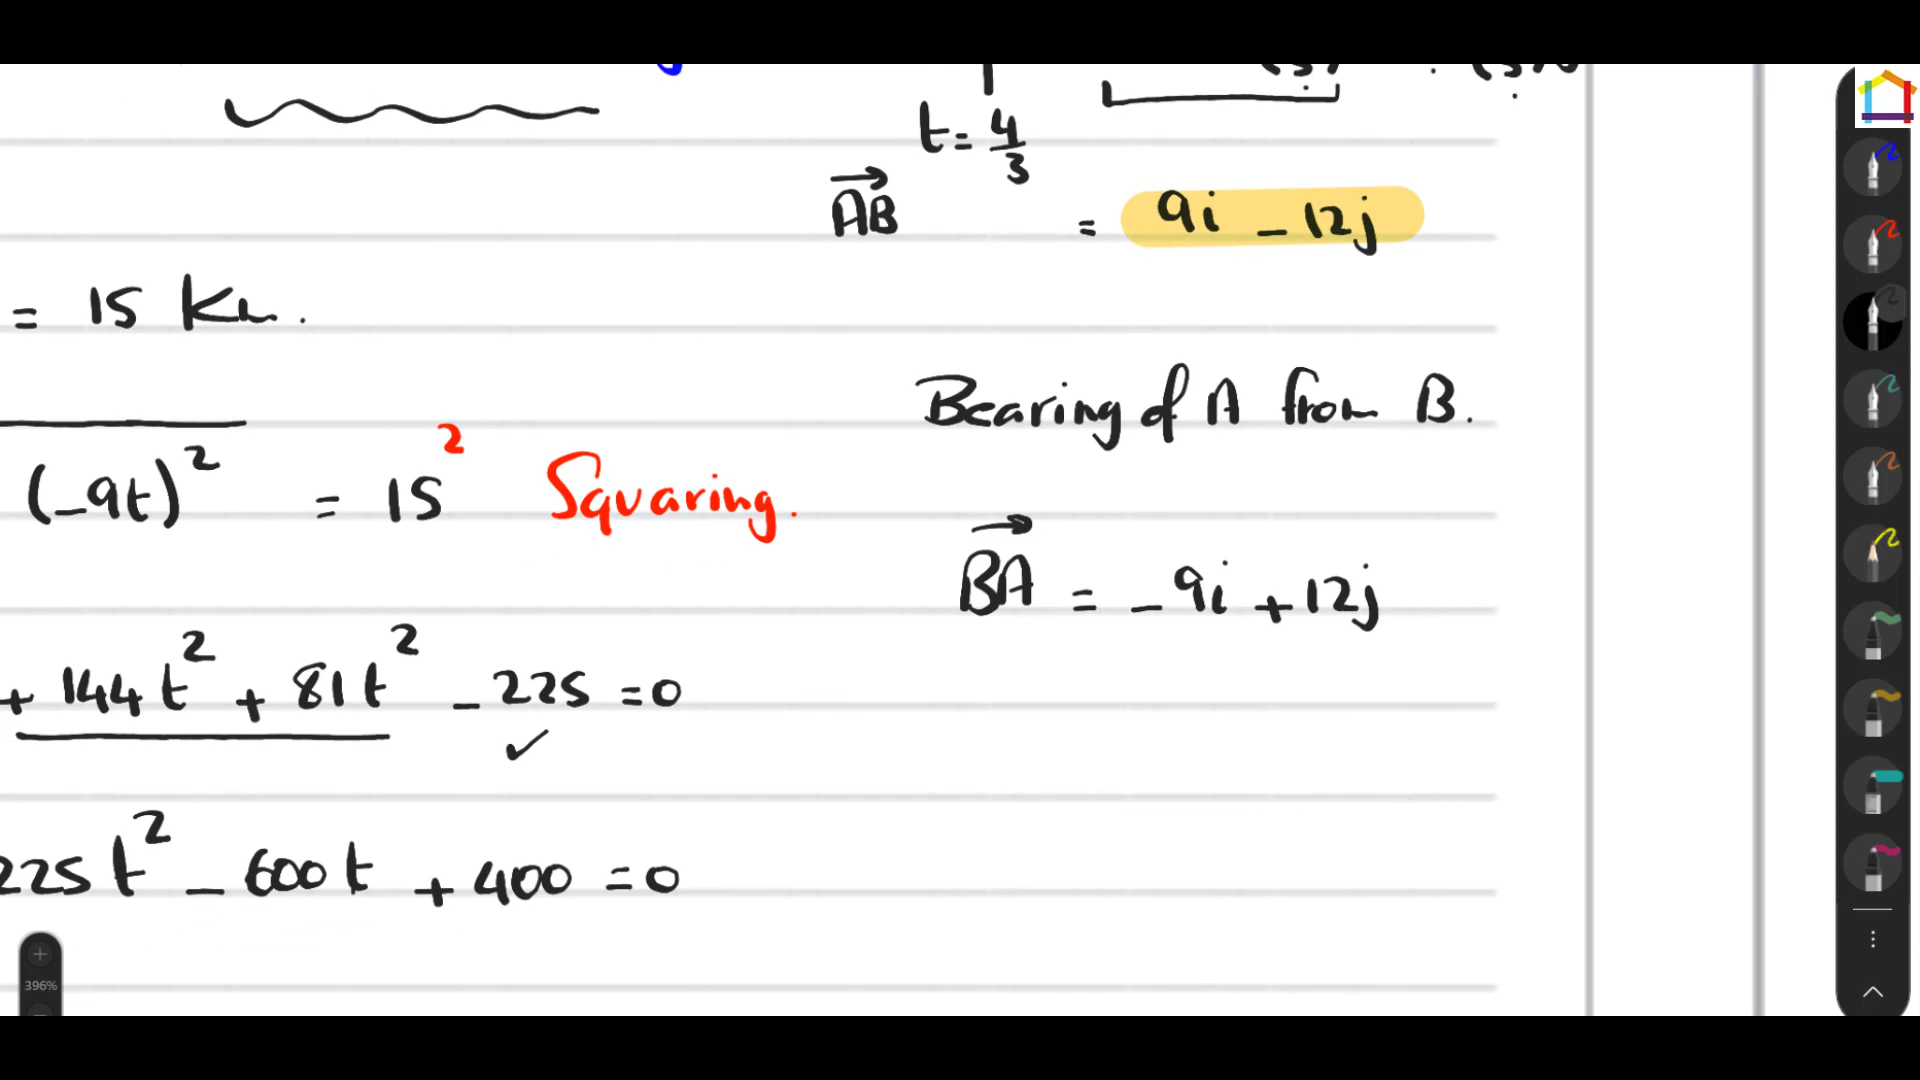 t = 4/3
AB = 9i - 12j
= 15 Km.
Bearing of A from B.
(-9t)² = 15² Squaring.
BA = -9i + 12j
+ 144t² + 81t² - 225 = 0
225t² - 600t + 400 = 0
396%